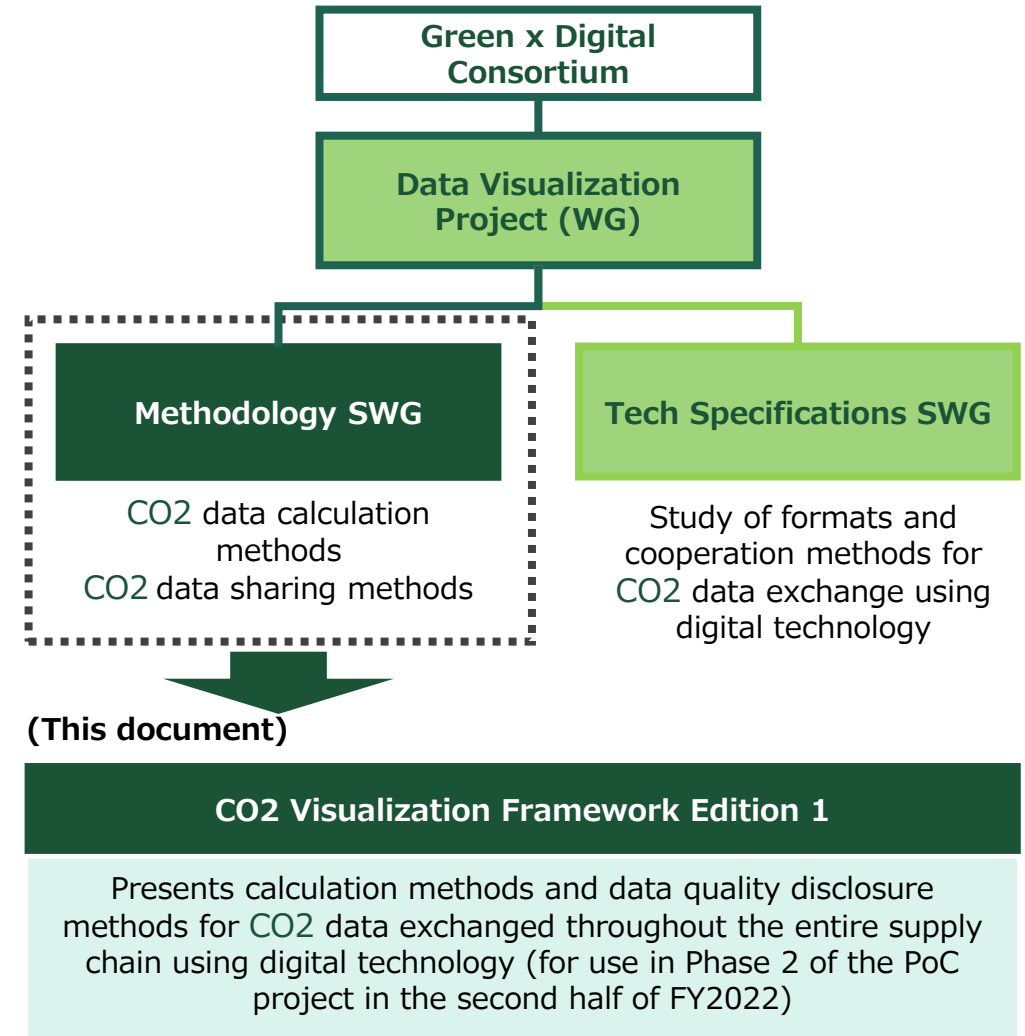 Green x Digital
Consortium
Data Visualization
Project (WG)
Methodology SWG
CO2 data calculation
methods
CO2 data sharing methods
Tech Specifications SWG
Study of formats and
cooperation methods for
CO2 data exchange using
digital technology
(This document)
CO2 Visualization Framework Edition 1
Presents calculation methods and data quality disclosure
methods for CO2 data exchanged throughout the entire supply
chain using digital technology (for use in Phase 2 of the PoC
project in the second half of FY2022)